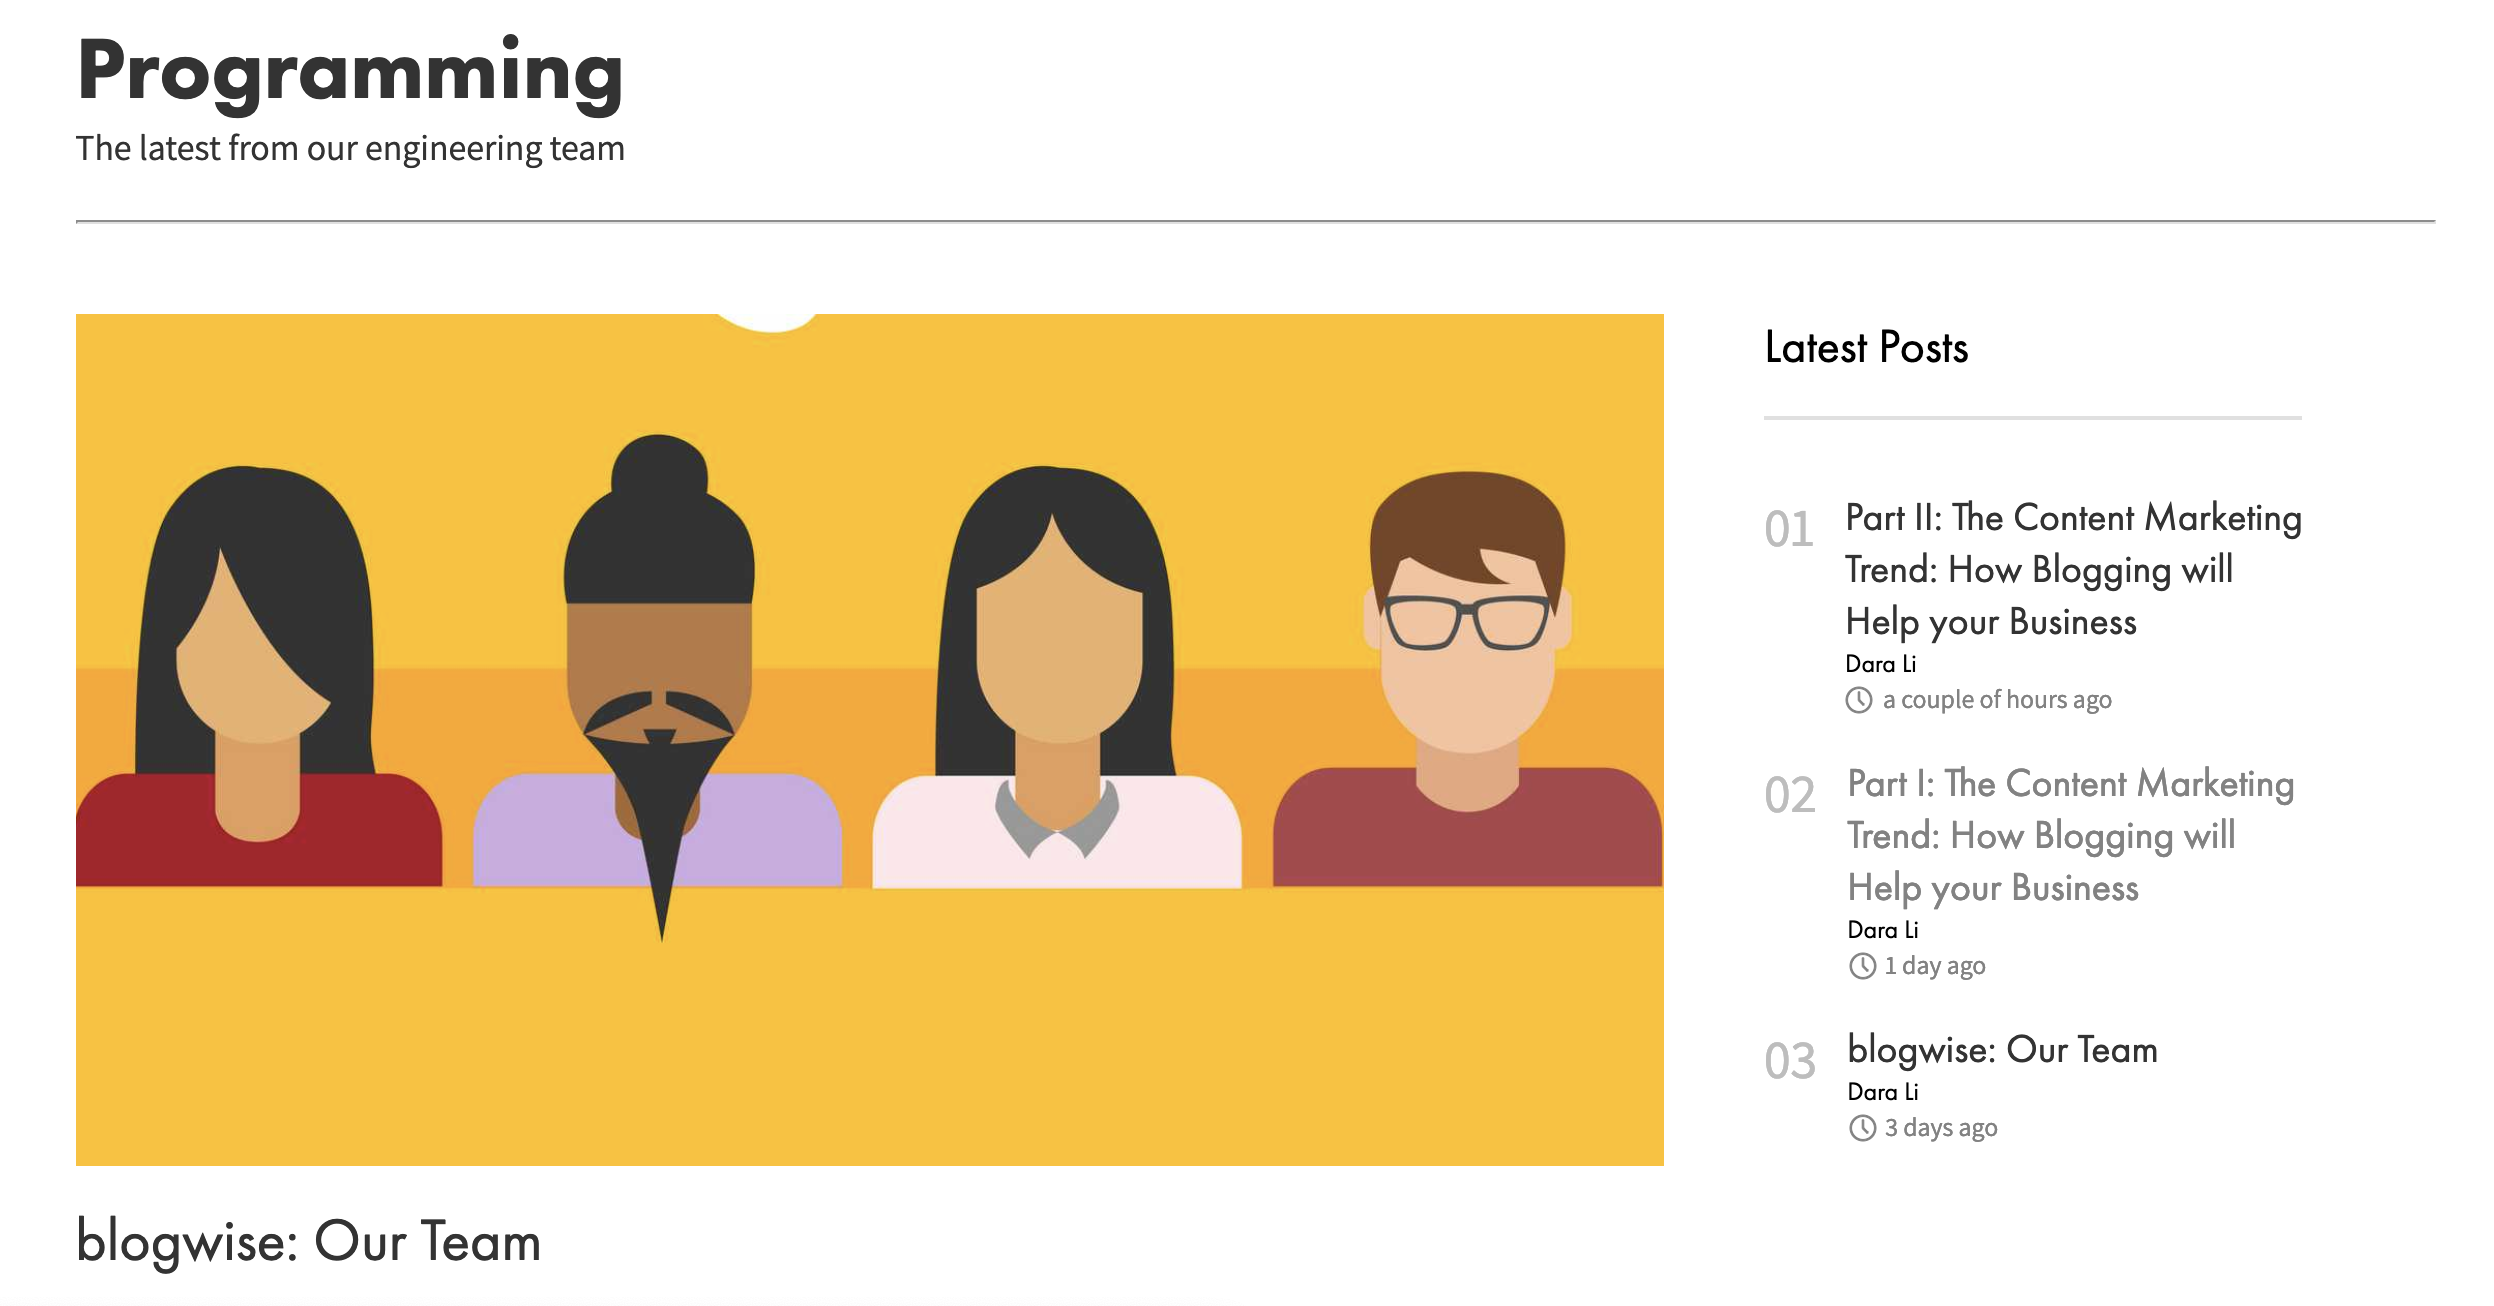 Programming
The latest from our engineering team
Latest Posts
01
Part II: The Content Marketing
Trend: How Blogging will
Help your Business
Dara Li
a couple of hours ago
02
Part I: The Content Marketing
Trend: How Blogging will
Help your Business
Dara Li
1 day ago
03
blogwise: Our Team
Dara Li
3 days ago
blogwise: Our Team